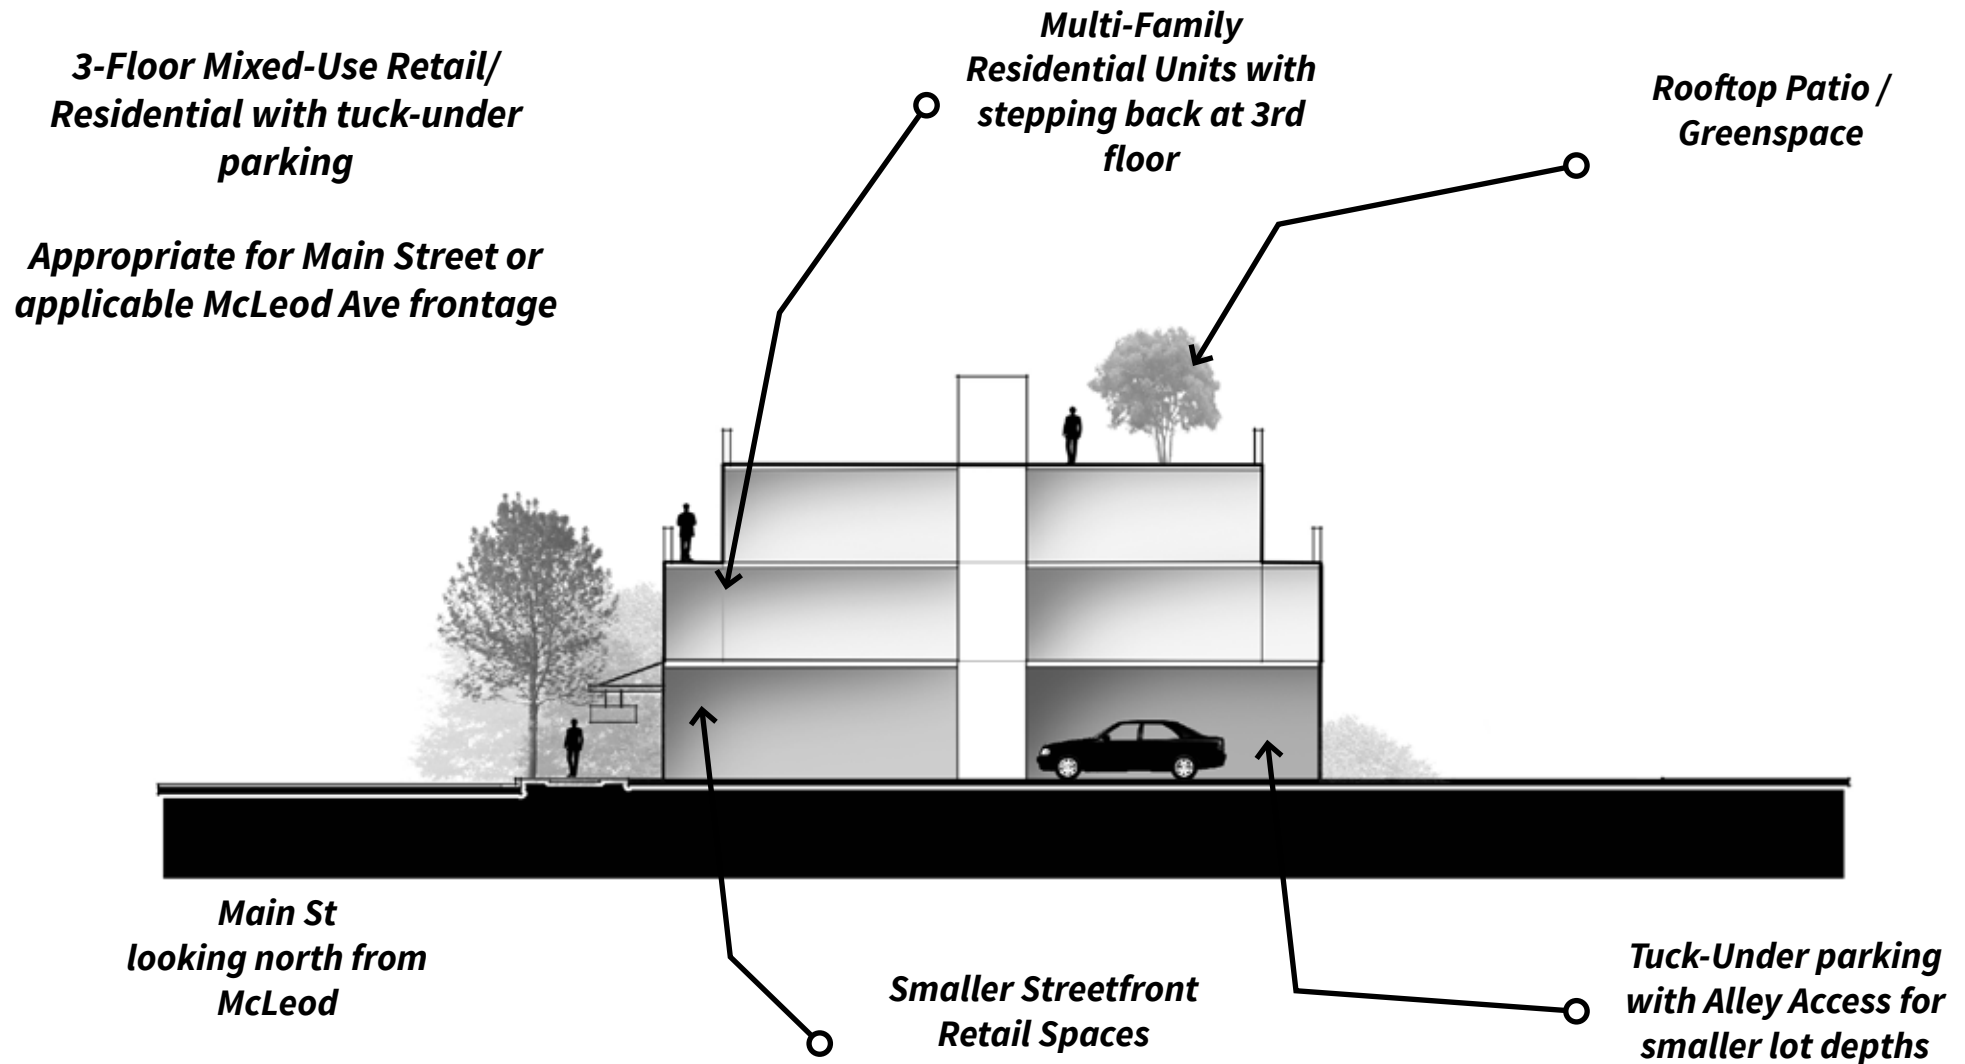 3-Floor Mixed-Use Retail/
Residential with tuck-under
parking
Appropriate for Main Street or
applicable McLeod Ave frontage
Multi-Family
Residential Units with
stepping back at 3rd
floor
Rooftop Patio /
Greenspace
Main St
looking north from
McLeod
Smaller Streetfront
Retail Spaces
Tuck-Under parking
with Alley Access for
smaller lot depths